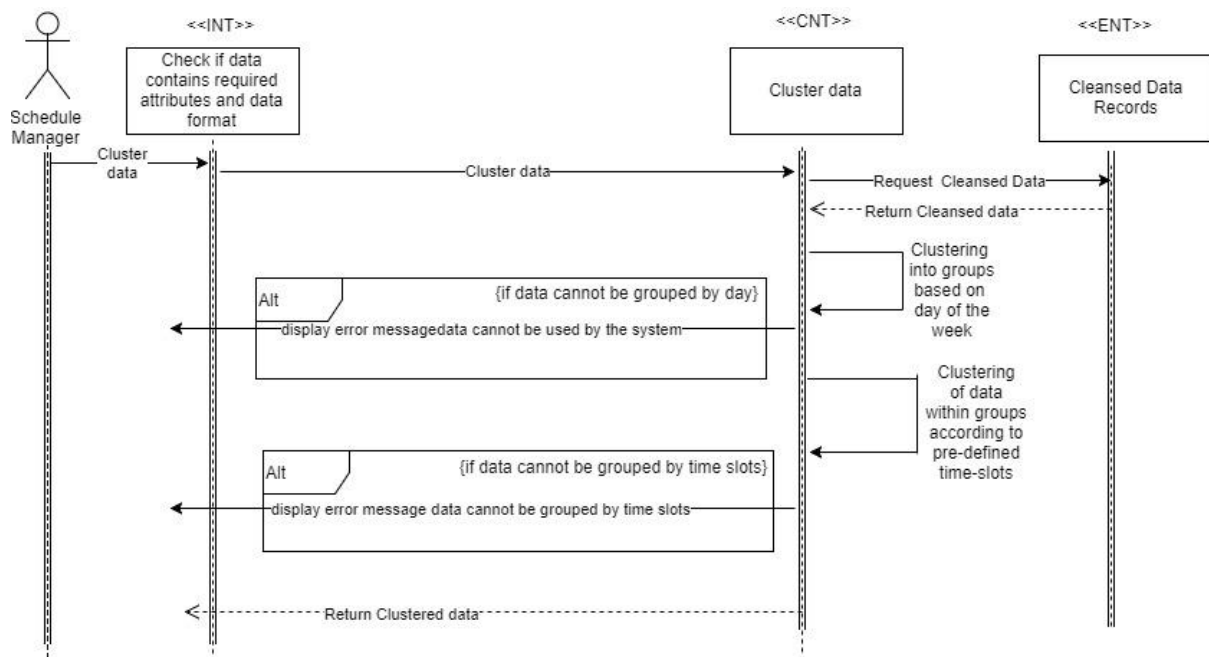 <<INT>>
<<CNT>>
<<ENT>>
Schedule
Manager
Check if data
contains required
attributes and data
format
Cluster data
Cleansed Data
Records
Cluster
data
Cluster data
Request Cleansed Data
Return Cleansed data
Clustering
into groups
based on
day of the
week
Alt
{if data cannot be grouped by day}
display error messagedata cannot be used by the system
Clustering
of data
within groups
according to
pre-defined
time-slots
Alt
{if data cannot be grouped by time slots}
display error message data cannot be grouped by time slots
Return Clustered data